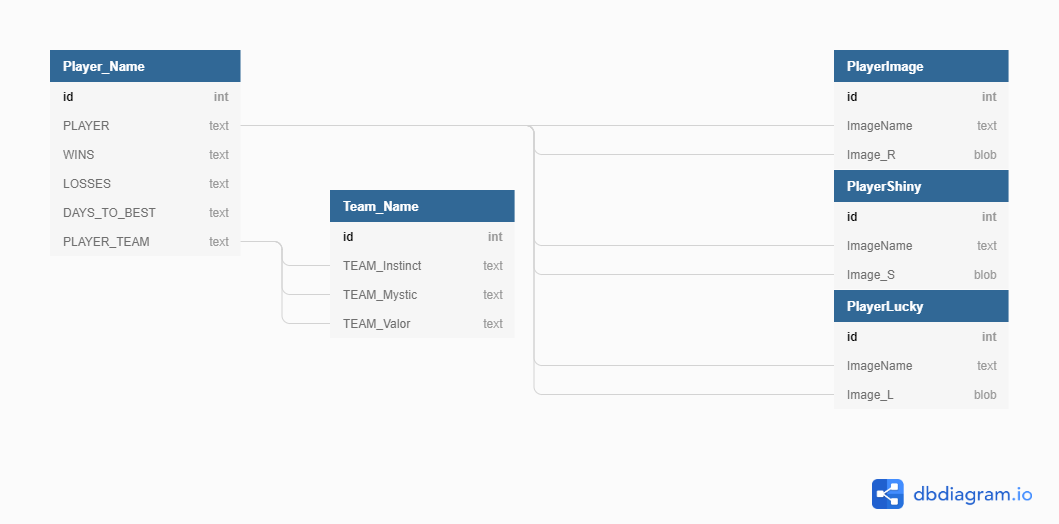 Player_Name
id int
PLAYER text
WINS text
LOSSES text
DAYS_TO_BEST text
PLAYER_TEAM text
Team_Name
id int
TEAM_Instinct text
TEAM_Mystic text
TEAM_Valor text
PlayerImage
id int
ImageName text
Image_R blob
PlayerShiny
id int
ImageName text
Image_S blob
PlayerLucky
id int
ImageName text
Image_L blob
dbdiagram.io